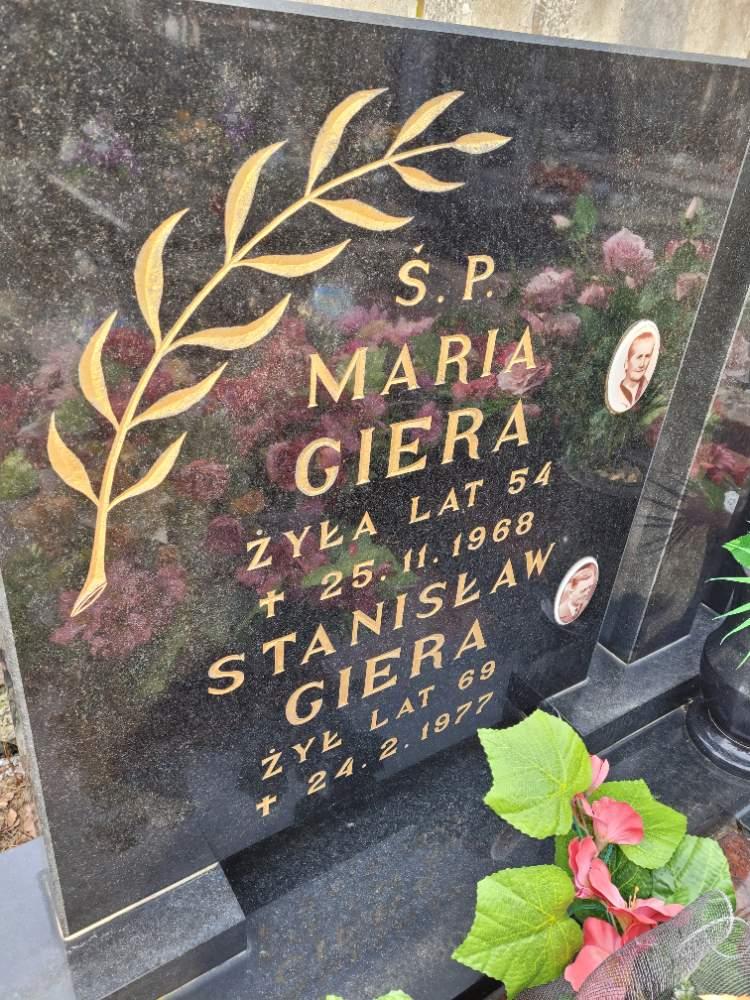 Ś. P.
MARIA
GIERA
ŻYŁA LAT 54
+ 25. 11. 1968
STANISŁAW
GIERA
ŻYŁ LAT 69
+ 24. 2. 1977